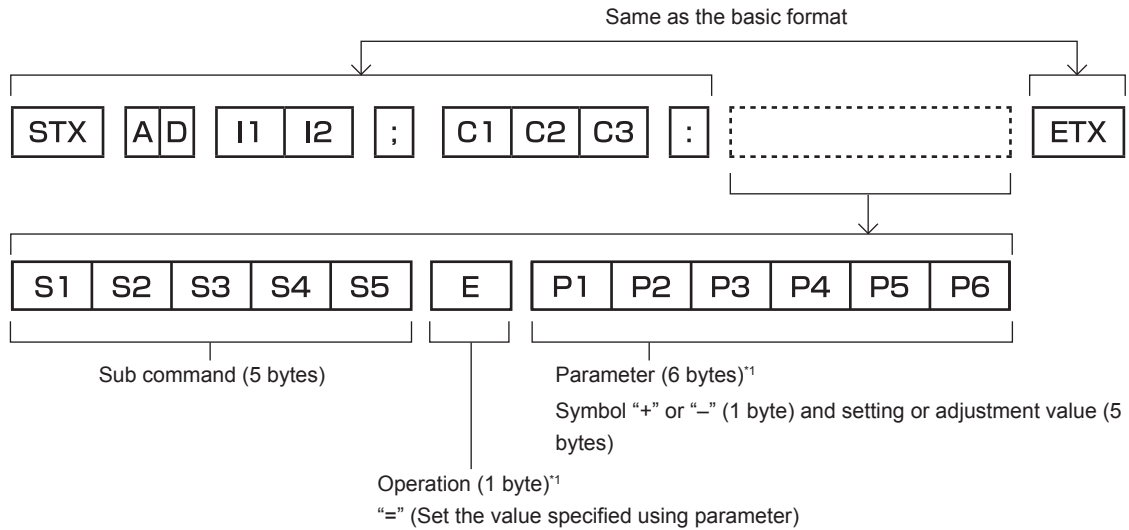 Same as the basic format
STX A D I1 I2 ; C1 C2 C3 : ETX
S1 S2 S3 S4 S5 E P1 P2 P3 P4 P5 P6
Sub command (5 bytes)
Parameter (6 bytes)*1
Symbol “+” or “–” (1 byte) and setting or adjustment value (5
bytes)
Operation (1 byte)*1
“=” (Set the value specified using parameter)